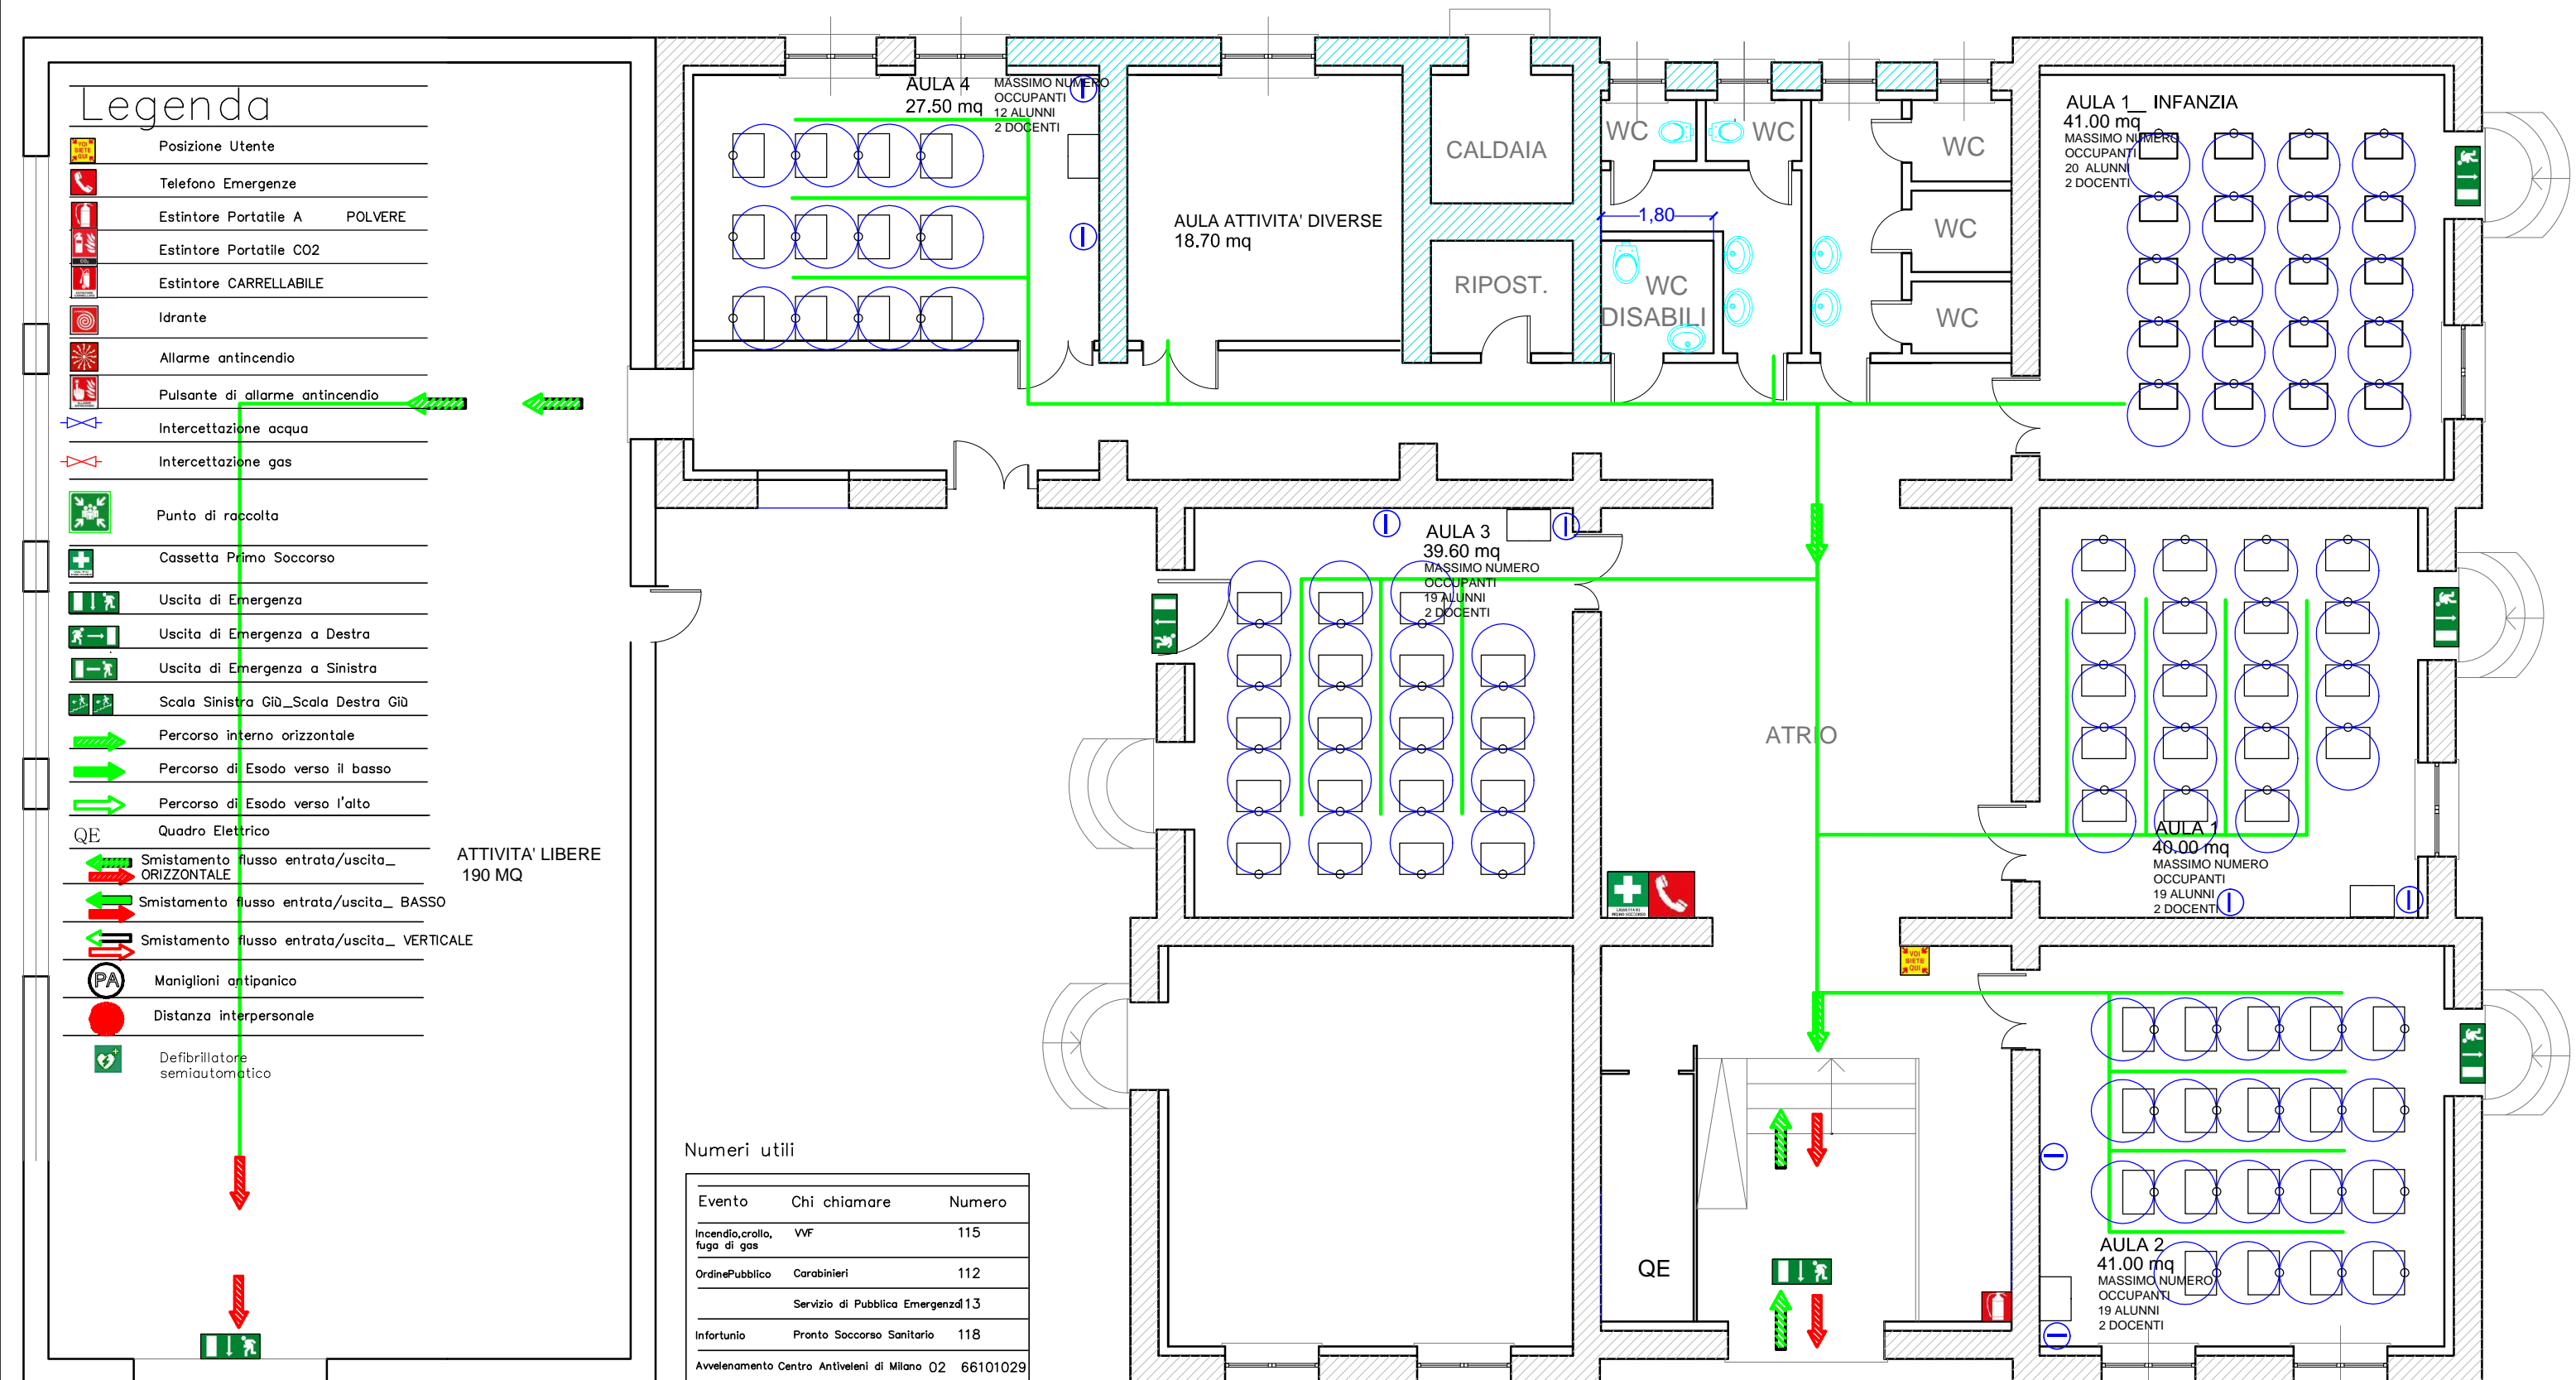 Legenda
VOI SIETE QUI
Posizione Utente
Telefono Emergenze
Estintore Portatile A POLVERE
Estintore Portatile CO2
Estintore CARRELLABILE
Idrante
Allarme antincendio
Pulsante di allarme antincendio
Intercettazione acqua
Intercettazione gas
Punto di raccolta
Cassetta Primo Soccorso
Uscita di Emergenza
Uscita di Emergenza a Destra
Uscita di Emergenza a Sinistra
Scala Sinistra Giù_Scala Destra Giù
Percorso interno orizzontale
Percorso di Esodo verso il basso
Percorso di Esodo verso l'alto
QE Quadro Elettrico
Smistamento flusso entrata/uscita_
ORIZZONTALE
Smistamento flusso entrata/uscita_ BASSO
Smistamento flusso entrata/uscita_ VERTICALE
PA Maniglioni antipanico
Distanza interpersonale
Defibrillatore
semiautomatico
ATTIVITA' LIBERE
190 MQ
AULA 4
27.50 mq
MASSIMO NUMERO
OCCUPANTI
12 ALUNNI
2 DOCENTI
AULA ATTIVITA' DIVERSE
18.70 mq
CALDAIA
RIPOST.
WC
WC
1,80
WC
DISABILI
WC
WC
WC
AULA 1_ INFANZIA
41.00 mq
MASSIMO NUMERO
OCCUPANTI
20 ALUNNI
2 DOCENTI
AULA 3
39.60 mq
MASSIMO NUMERO
OCCUPANTI
19 ALUNNI
2 DOCENTI
ATRIO
AULA 1
40.00 mq
MASSIMO NUMERO
OCCUPANTI
19 ALUNNI
2 DOCENTI
VOI
SIETE
QUI
QE
AULA 2
41.00 mq
MASSIMO NUMERO
OCCUPANTI
19 ALUNNI
2 DOCENTI
Numeri utili
Evento Chi chiamare Numero
Incendio,crollo, VVF 115
fuga di gas
OrdinePubblico Carabinieri 112
Servizio di Pubblica Emergenza 113
Infortunio Pronto Soccorso Sanitario 118
Avvelenamento Centro Antiveleni di Milano 02 66101029